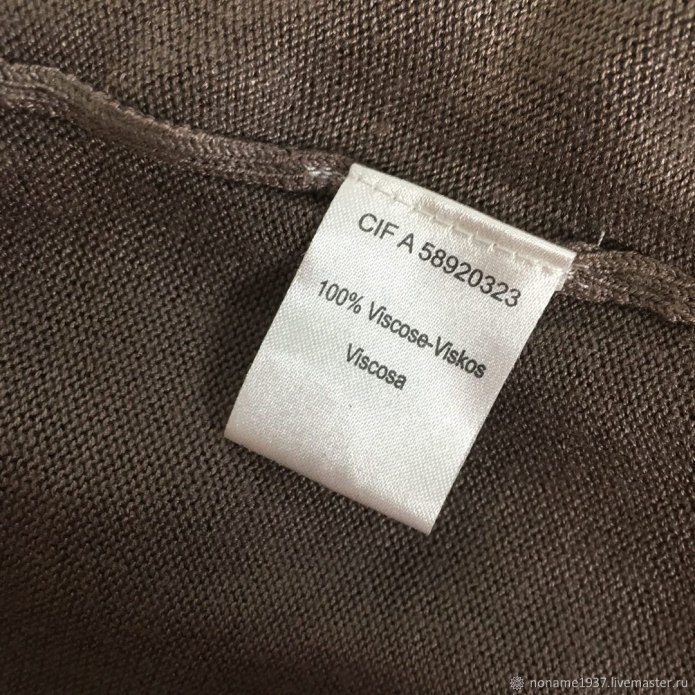 CIF A 58920323
100% Viscose-Viskos
Viscosa
noname1937.livemaster.ru